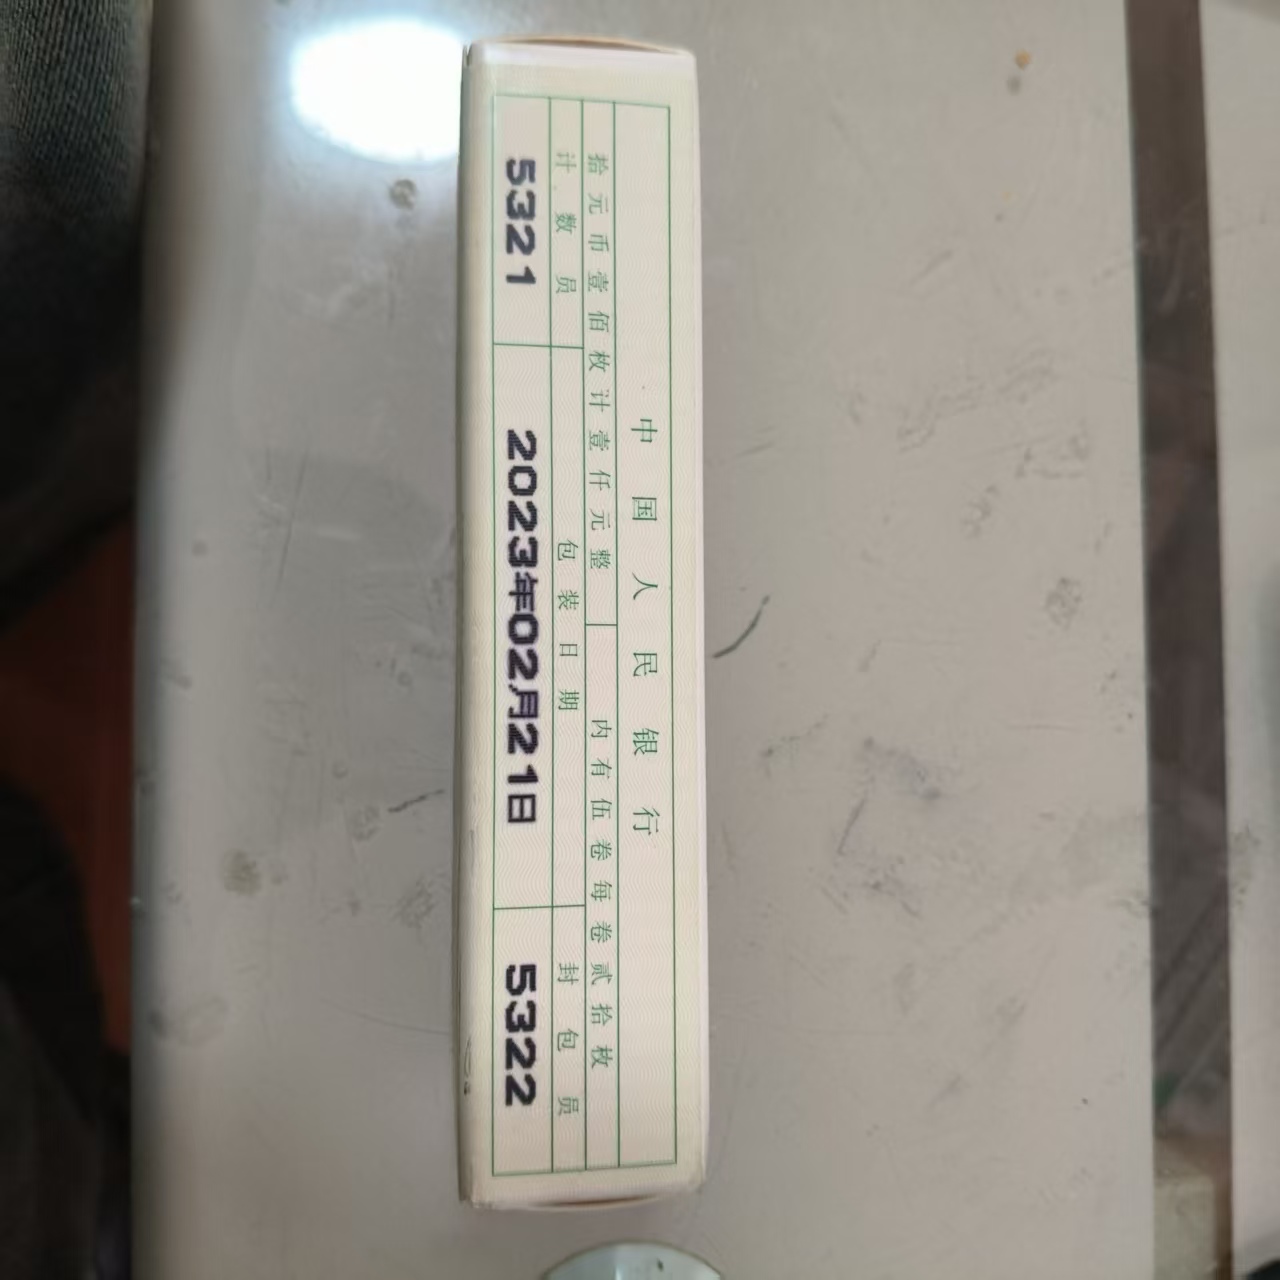 中国人民银行
拾元币壹佰枚计壹仟元整 内有伍卷每卷贰拾枚
计数员 包装日期 封包员
5321 2023年02月21日 5322